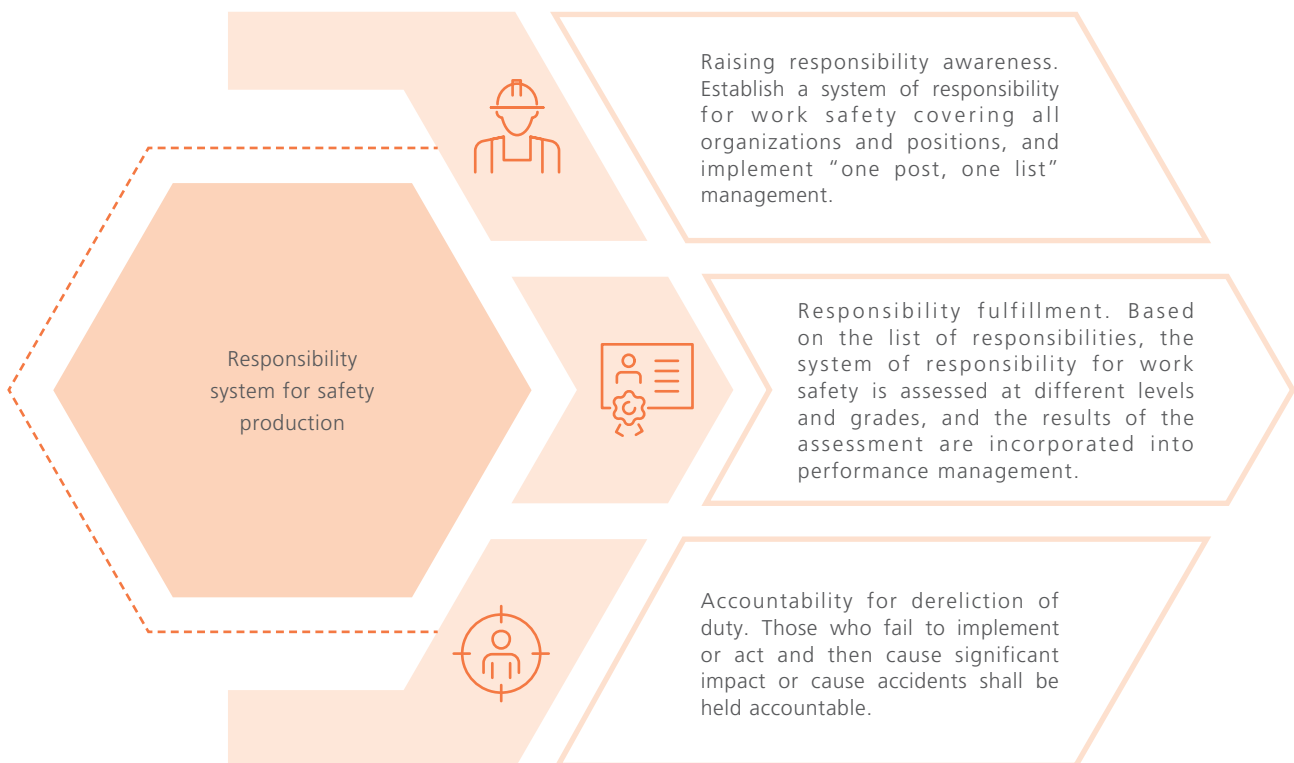 Responsibility
system for safety
production
Raising responsibility awareness.
Establish a system of responsibility
for work safety covering all
organizations and positions, and
implement “one post, one list”
management.
Responsibility fulfillment. Based
on the list of responsibilities, the
system of responsibility for work
safety is assessed at different levels
and grades, and the results of the
assessment are incorporated into
performance management.
Accountability for dereliction of
duty. Those who fail to implement
or act and then cause significant
impact or cause accidents shall be
held accountable.